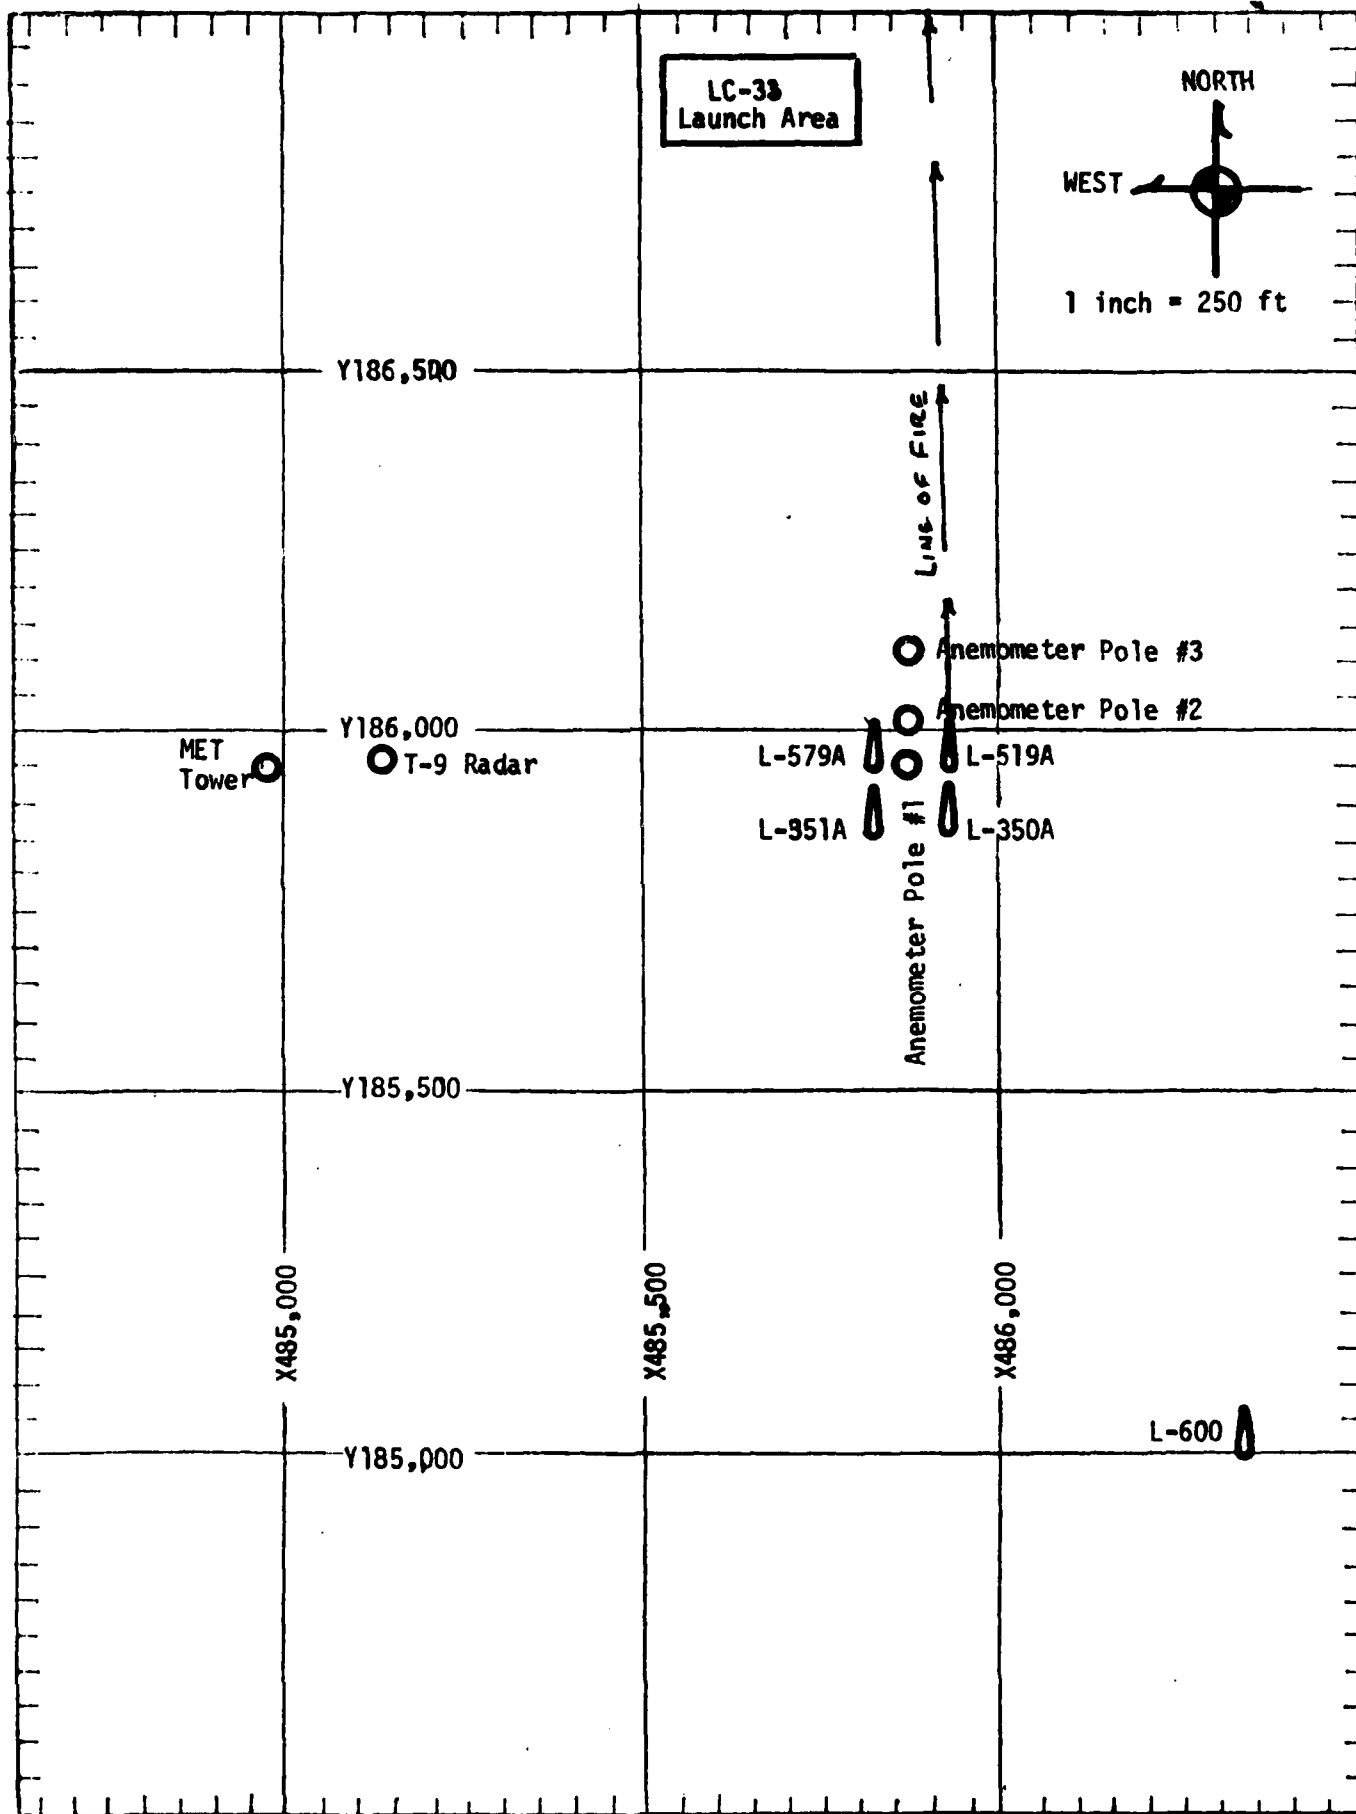 LC-33
Launch Area
NORTH
WEST
1 inch = 250 ft
Y186,500
LINE OF FIRE
Anemometer Pole #3
Anemometer Pole #2
Y186,000
MET
Tower
T-9 Radar
L-579A
L-519A
L-351A
L-350A
Anemometer Pole #1
Y185,500
X485,000
X485,500
X486,000
L-600
Y185,000